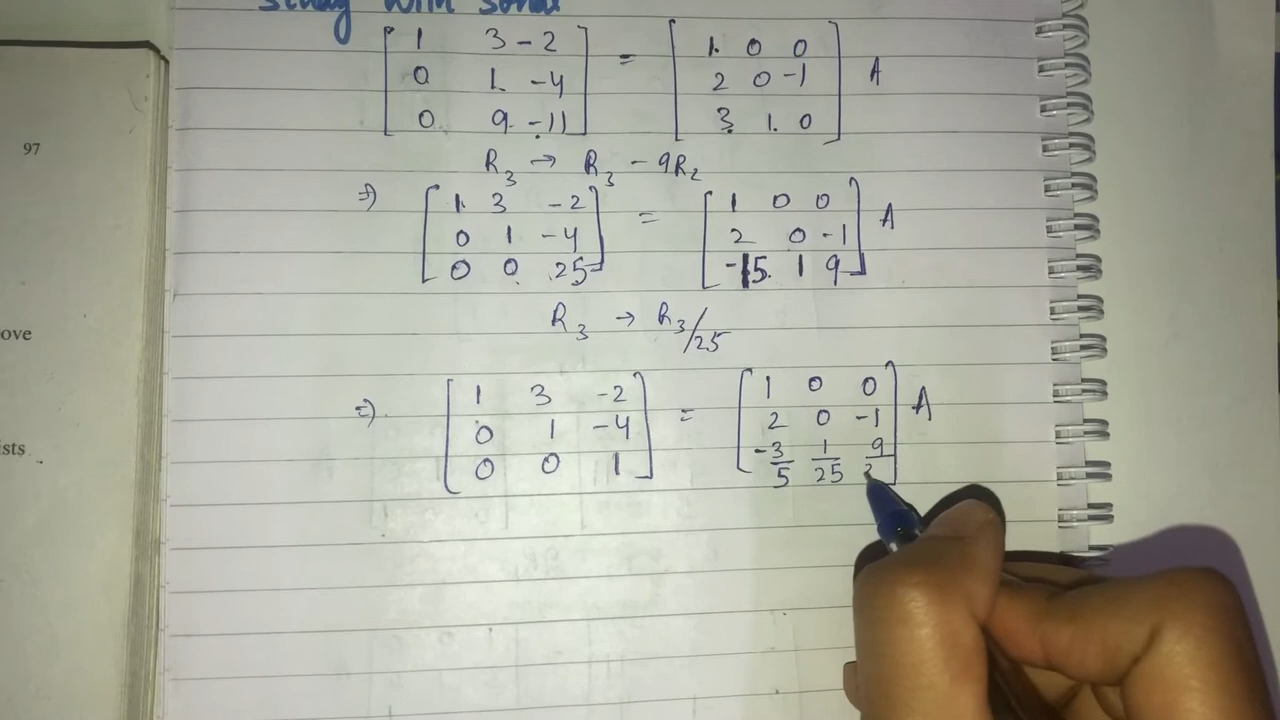 Study with
1 3 -2 = 1 0 0
0 1 -4 2 0 -1 A
0 9 -11 3 1 0
97
R3 → R3 - 9R2
⇒) 1 3 -2 = 1 0 0 A
0 1 -4 2 0 -1
0 0 25 -15 1 9
ove
R3 → R3/25
⇒) 1 3 -2 = 1 0 0 A
0 1 -4 2 0 -1
0 0 1 -3/5 1/25 9/
sts